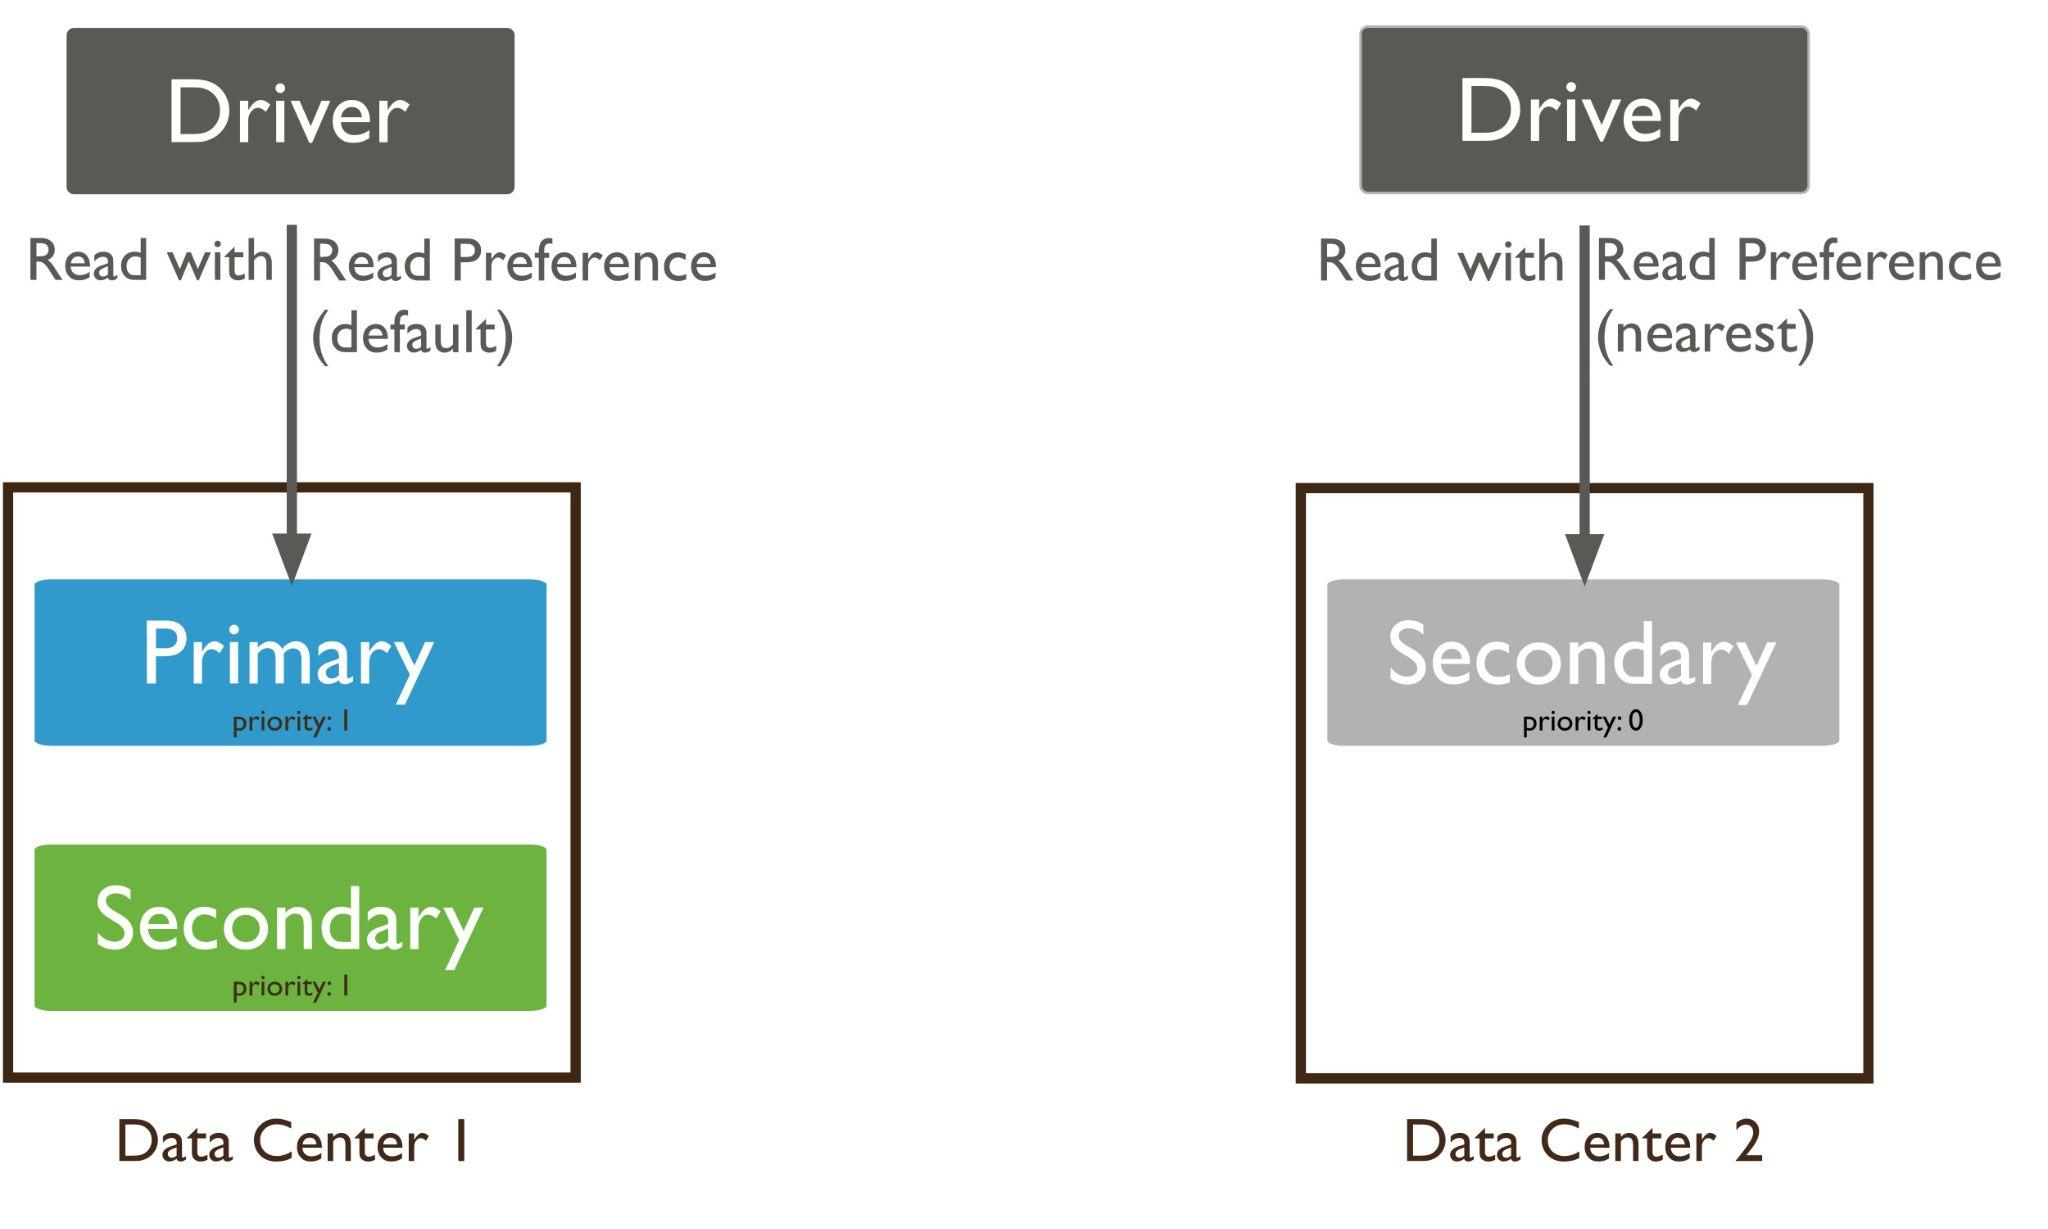 Driver
Read with Read Preference
(default)
Primary
priority: 1
Secondary
priority: 1
Data Center 1
Driver
Read with Read Preference
(nearest)
Secondary
priority: 0
Data Center 2